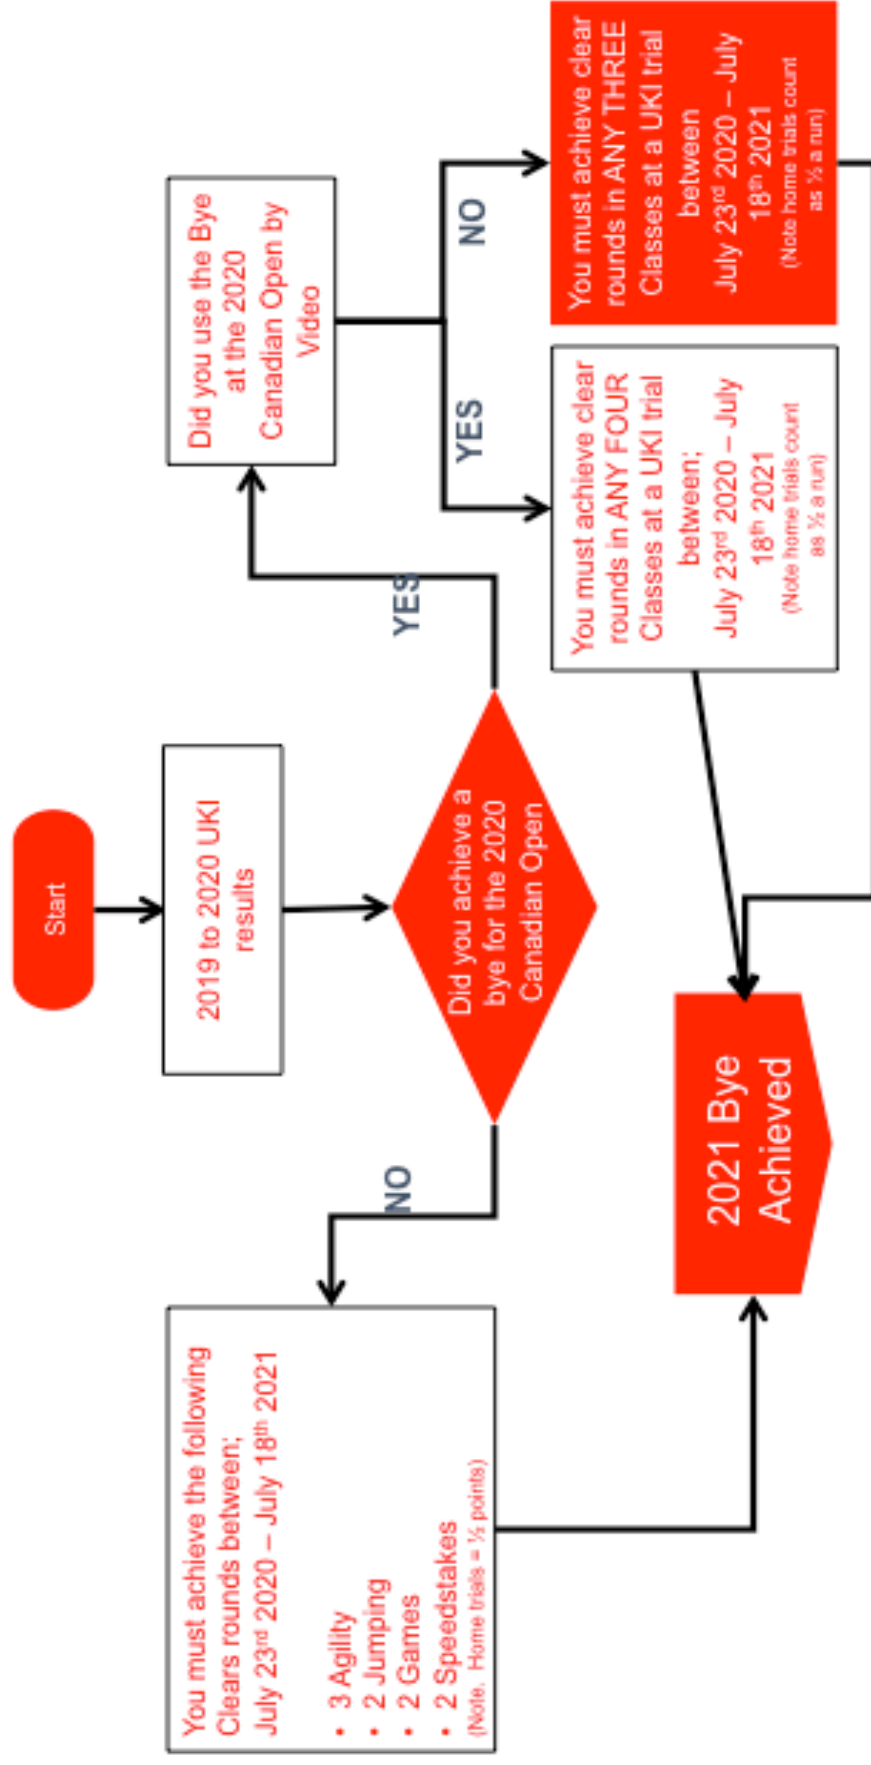 Start
2019 to 2020 UKI
results
Did you achieve a
bye for the 2020
Canadian Open
NO
YES
You must achieve the following
Clears rounds between;
July 23rd 2020 – July 18th 2021
• 3 Agility
• 2 Jumping
• 2 Games
• 2 Speedstakes
(Note. Home trials = ½ points)
Did you use the Bye
at the 2020
Canadian Open by
Video
YES
NO
You must achieve clear
rounds in ANY FOUR
Classes at a UKI trial
between;
July 23rd 2020 – July
18th 2021
(Note home trials count
as ½ a run)
You must achieve clear
rounds in ANY THREE
Classes at a UKI trial
between
July 23rd 2020 – July
18th 2021
(Note home trials count
as ½ a run)
2021 Bye
Achieved